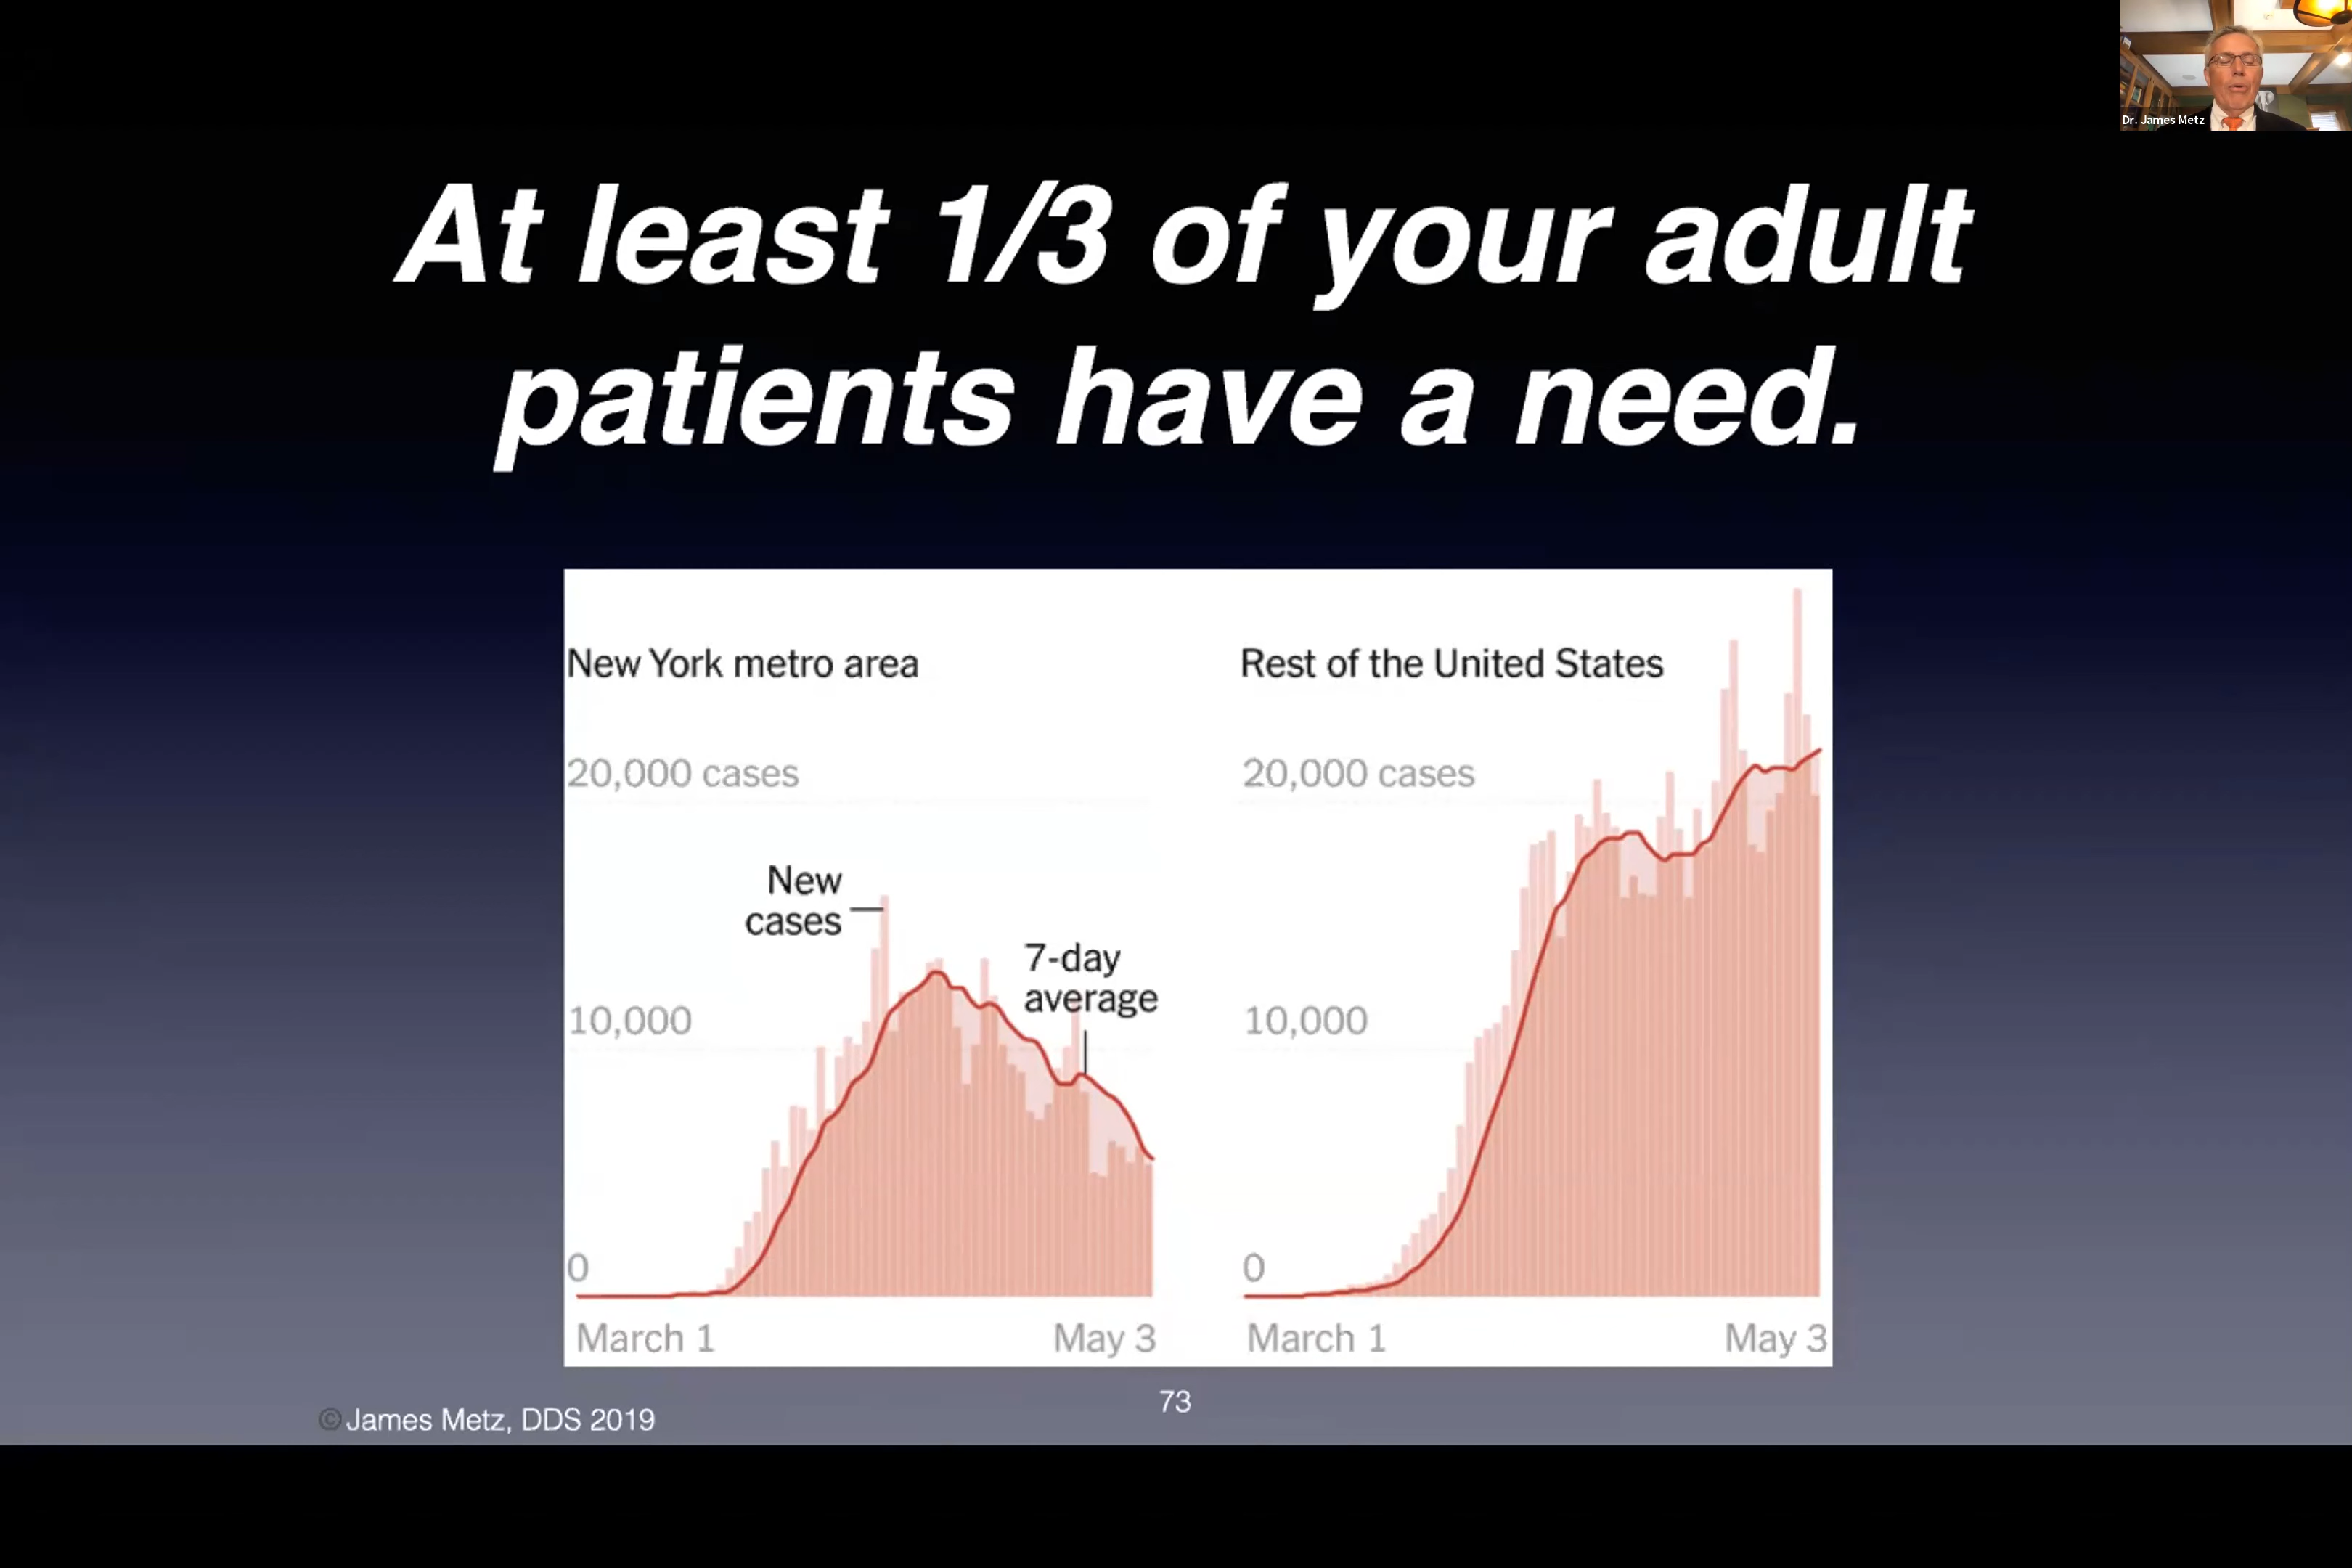 Dr. James Metz
At least 1/3 of your adult
patients have a need.
New York metro area
20,000 cases
New
cases
7-day
average
10,000
0
March 1
May 3
Rest of the United States
20,000 cases
10,000
0
March 1
May 3
73
©James Metz, DDS 2019